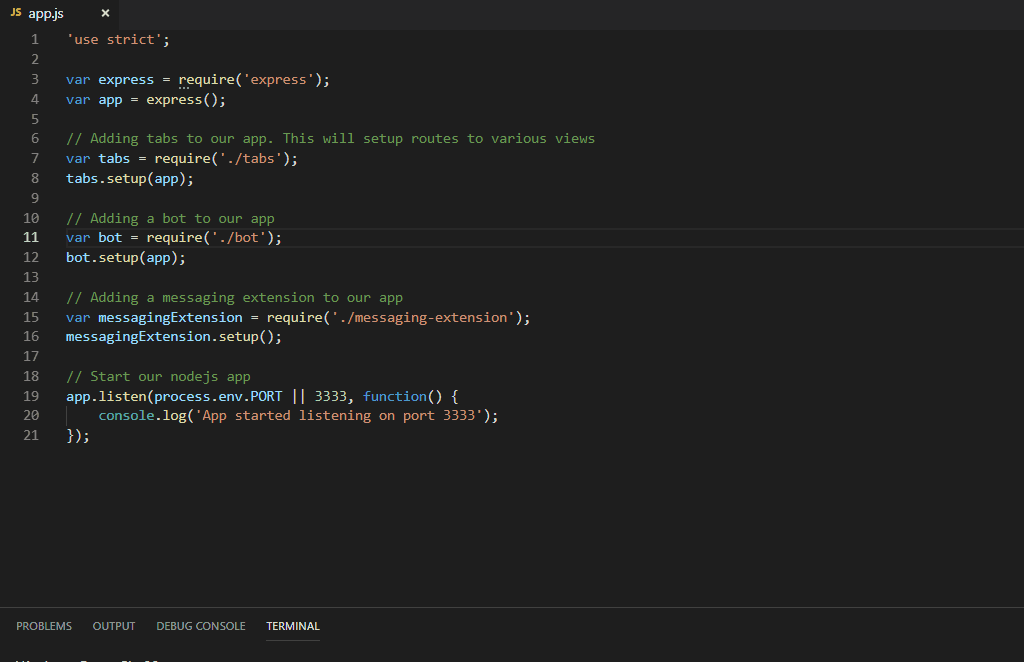 JS app.js ×
1 'use strict';
2
3 var express = require('express');
4 var app = express();
5
6 // Adding tabs to our app. This will setup routes to various views
7 var tabs = require('./tabs');
8 tabs.setup(app);
9
10 // Adding a bot to our app
11 var bot = require('./bot');
12 bot.setup(app);
13
14 // Adding a messaging extension to our app
15 var messagingExtension = require('./messaging-extension');
16 messagingExtension.setup();
17
18 // Start our nodejs app
19 app.listen(process.env.PORT || 3333, function() {
20     console.log('App started listening on port 3333');
21 });
PROBLEMS OUTPUT DEBUG CONSOLE TERMINAL